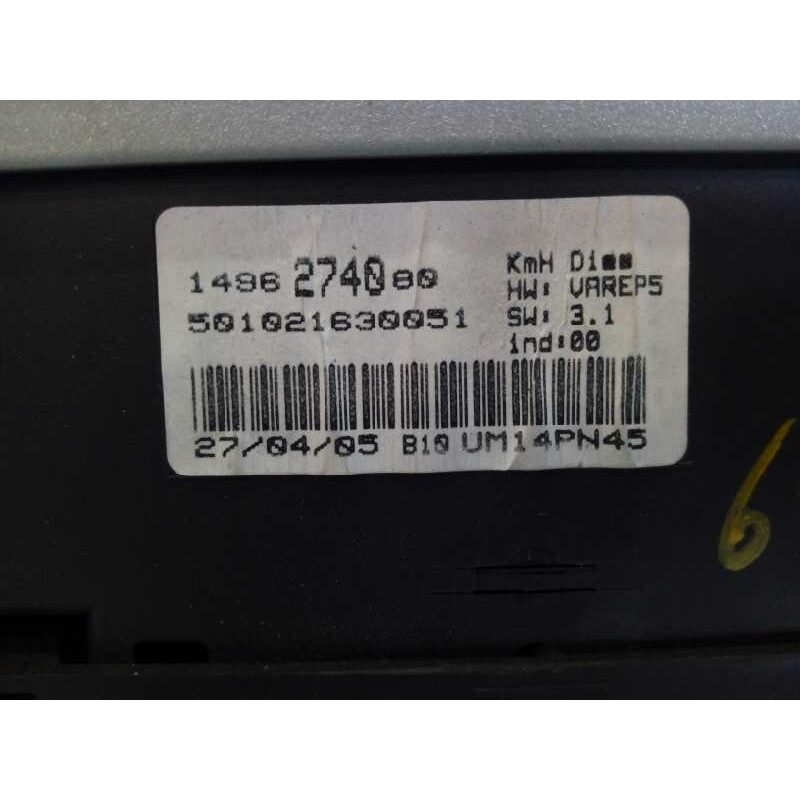 1496 2740 80
501021630051
KmH Dies
HW: VAREP5
SW: 3.1
ind:00
27/04/05 B10 UM14PN45
6